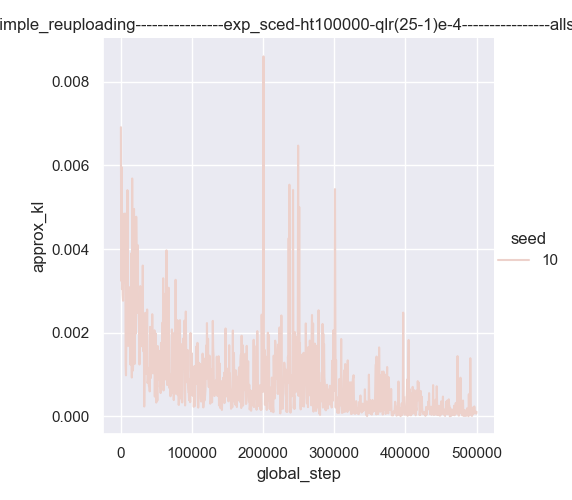 imple_reuploading----------------exp_sced-ht100000-qlr(25-1)e-4----------------alls
approx_kl
0.008
0.006
0.004
0.002
0.000
0 100000 200000 300000 400000 500000
global_step
seed
10